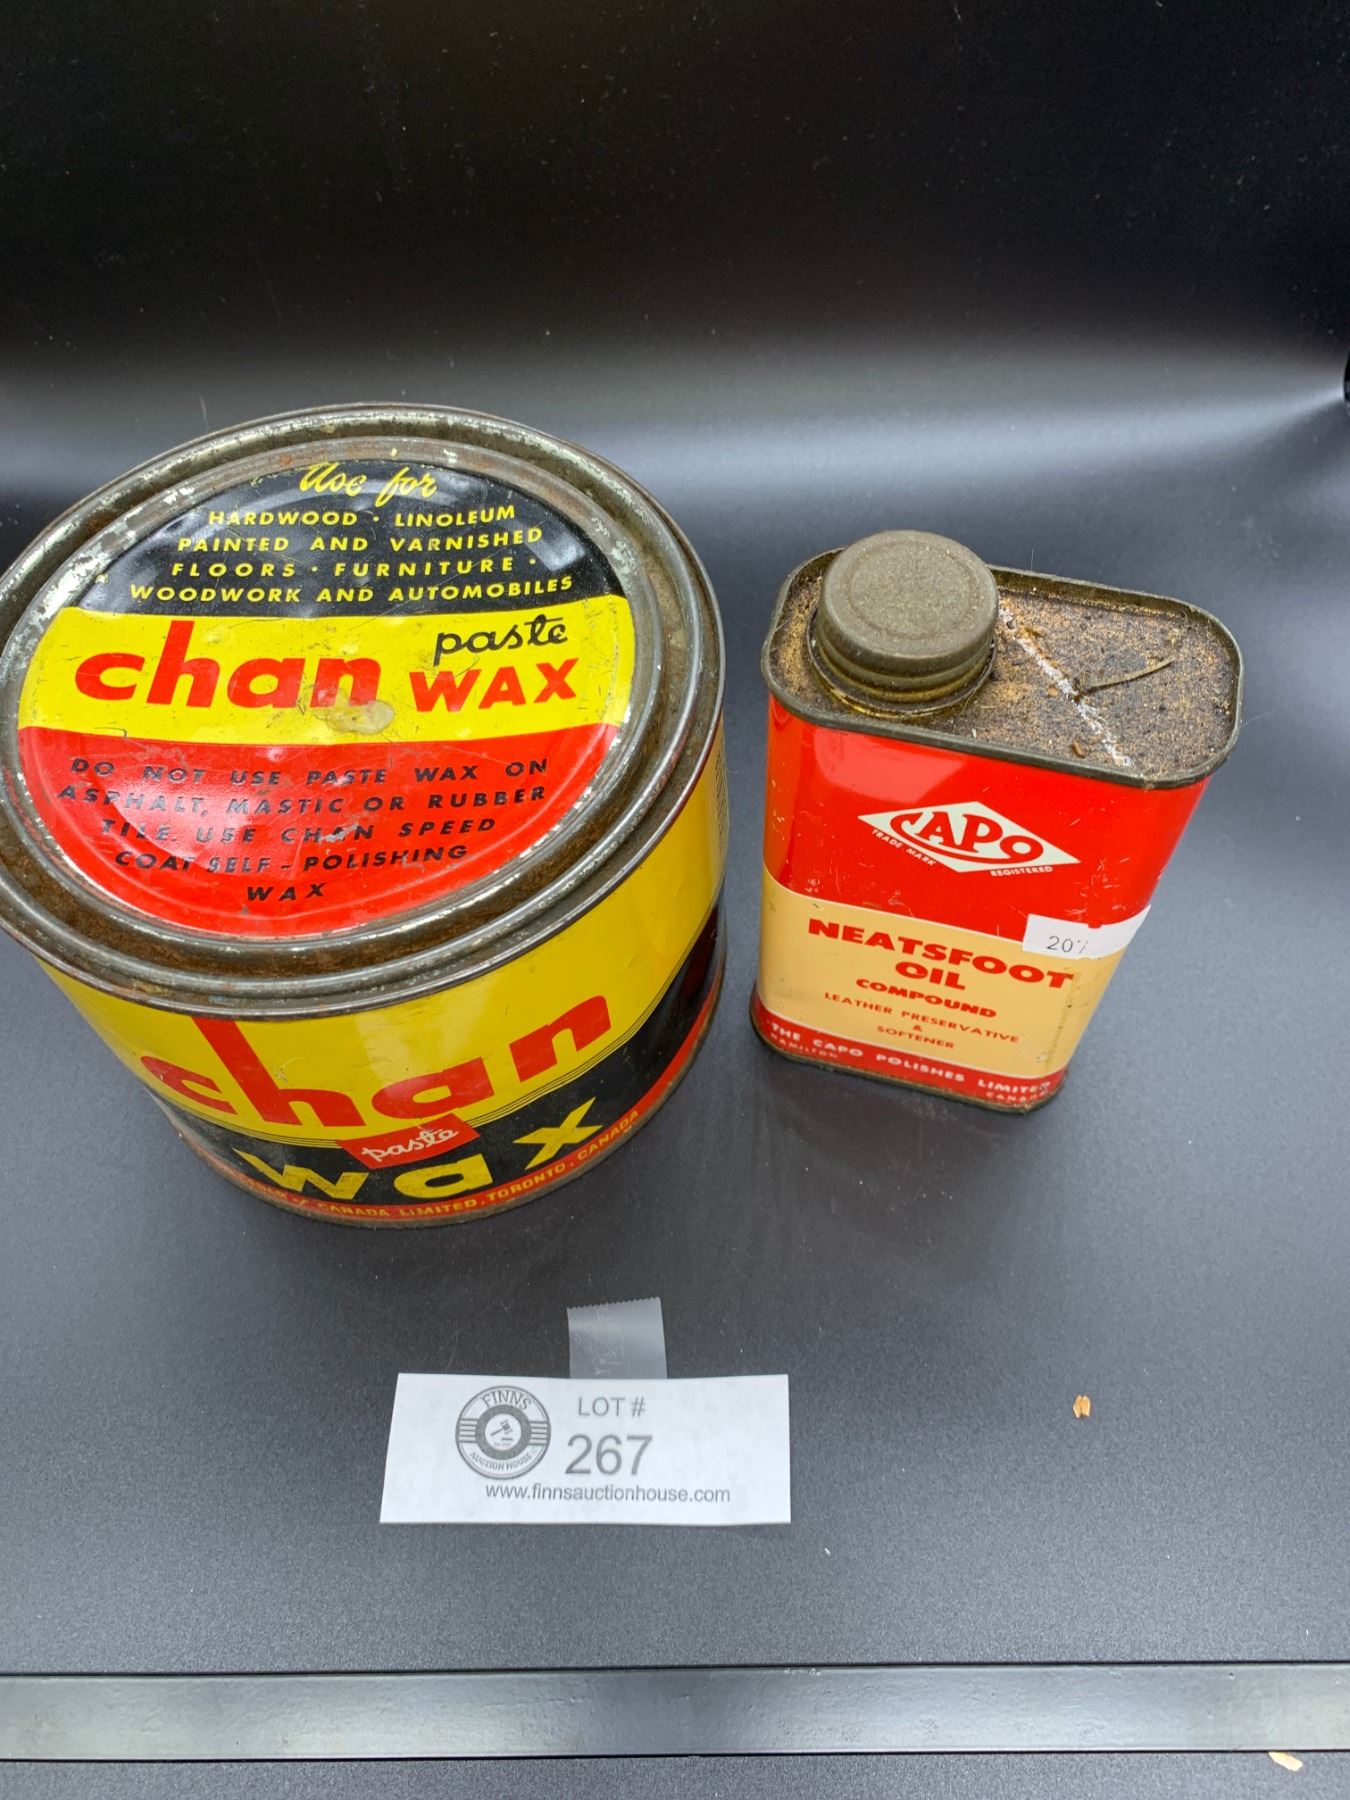 Use for
HARDWOOD · LINOLEUM
PAINTED AND VARNISHED
FLOORS · FURNITURE ·
WOODWORK AND AUTOMOBILES
chan paste WAX
DO NOT USE PASTE WAX ON
ASPHALT, MASTIC OR RUBBER
TILE. USE CHAN SPEED
COAT SELF-POLISHING
WAX
chan
paste
wax
CANADA LIMITED. TORONTO. CANADA
CAPO
TRADE MARK REGISTERED
207
NEATSFOOT
OIL
COMPOUND
LEATHER PRESERVATIVE
&
SOFTENER
THE CAPO POLISHES LIMITED
HAMILTON CANADA
FINNS
AUCTION HOUSE
LOT #
267
www.finnsauctionhouse.com